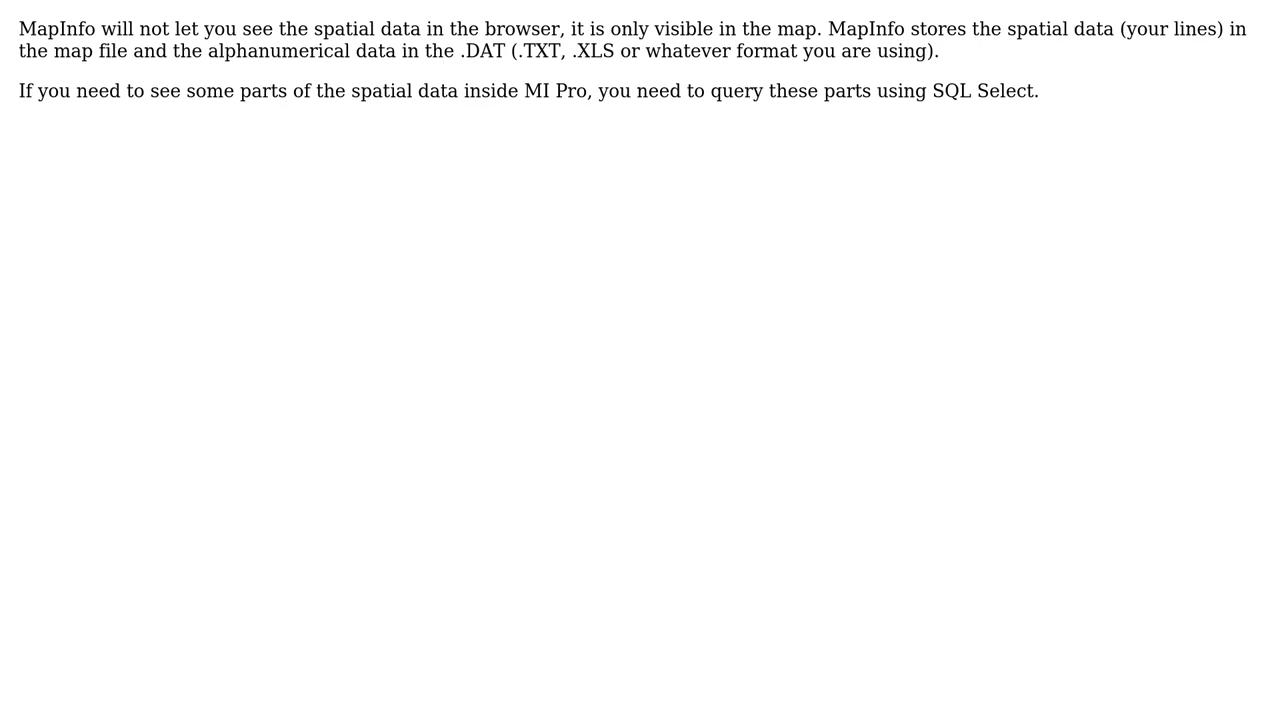 MapInfo will not let you see the spatial data in the browser, it is only visible in the map. MapInfo stores the spatial data (your lines) in
the map file and the alphanumerical data in the .DAT (.TXT, .XLS or whatever format you are using).
If you need to see some parts of the spatial data inside MI Pro, you need to query these parts using SQL Select.